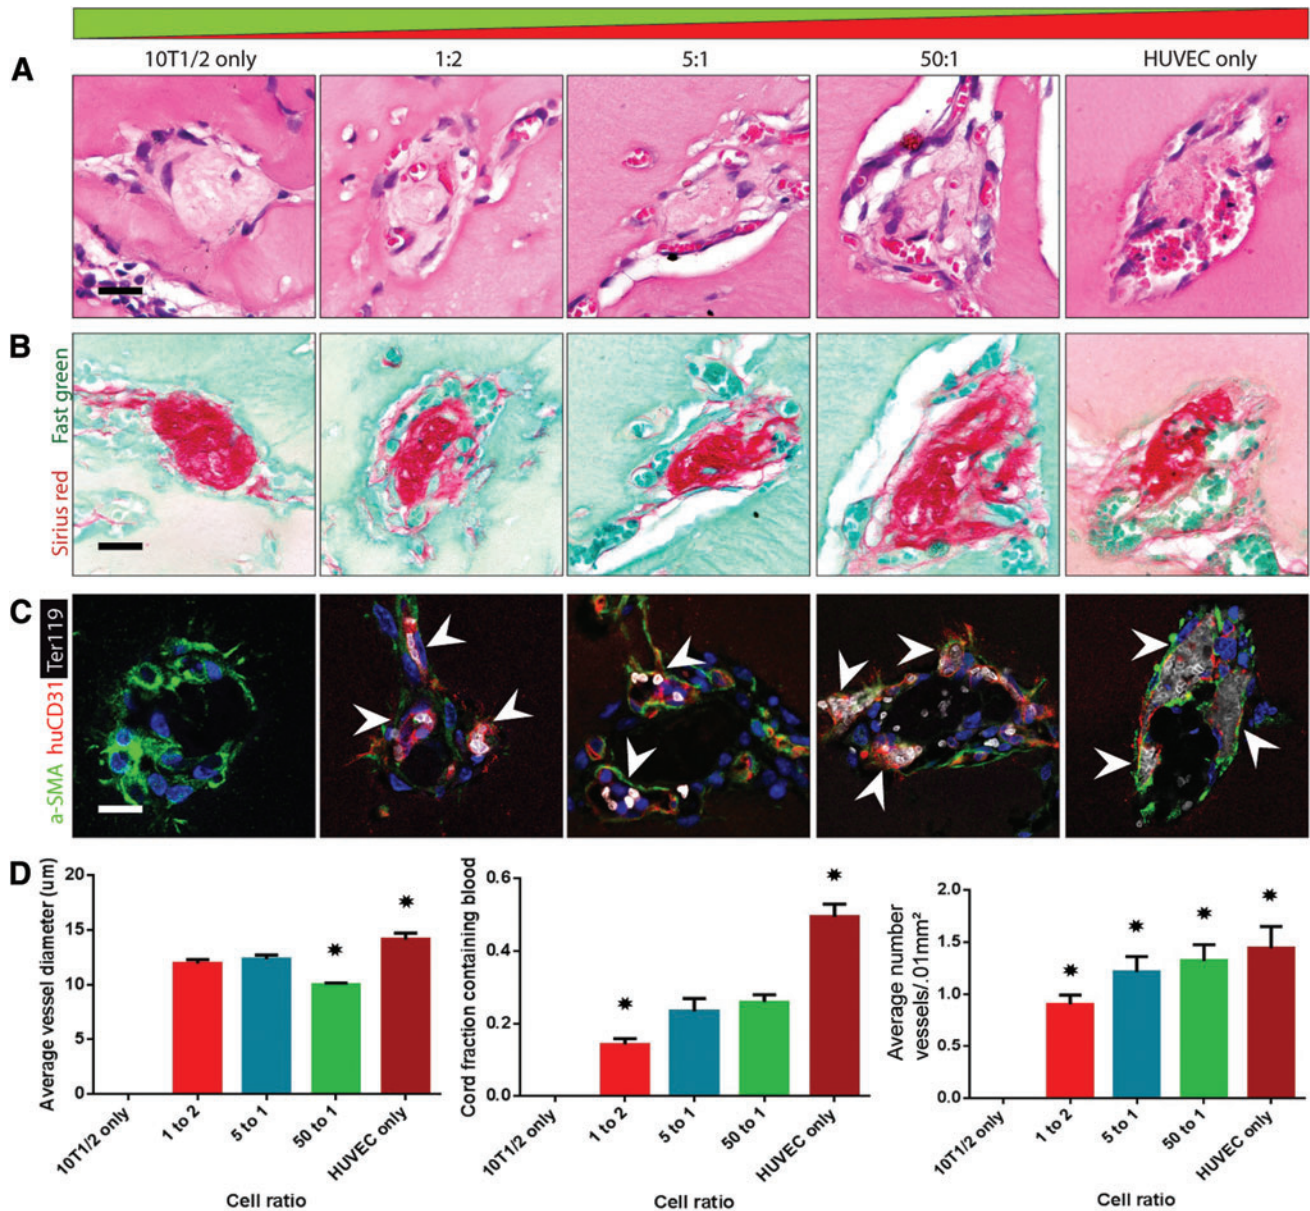 10T1/2 only 1:2 5:1 50:1 HUVEC only
A
B
Sirius red Fast green
C
a-SMA huCD31 Ter119
D
Average vessel diameter (um)
20
15
10
5
0
10T1/2 only
1 to 2
5 to 1
50 to 1
HUVEC only
Cell ratio
Cord fraction containing blood
0.6
0.4
0.2
0.0
10T1/2 only
1 to 2
5 to 1
50 to 1
HUVEC only
Cell ratio
Average number
vessels/.01mm²
2.0
1.5
1.0
0.5
0.0
10T1/2 only
1 to 2
5 to 1
50 to 1
HUVEC only
Cell ratio